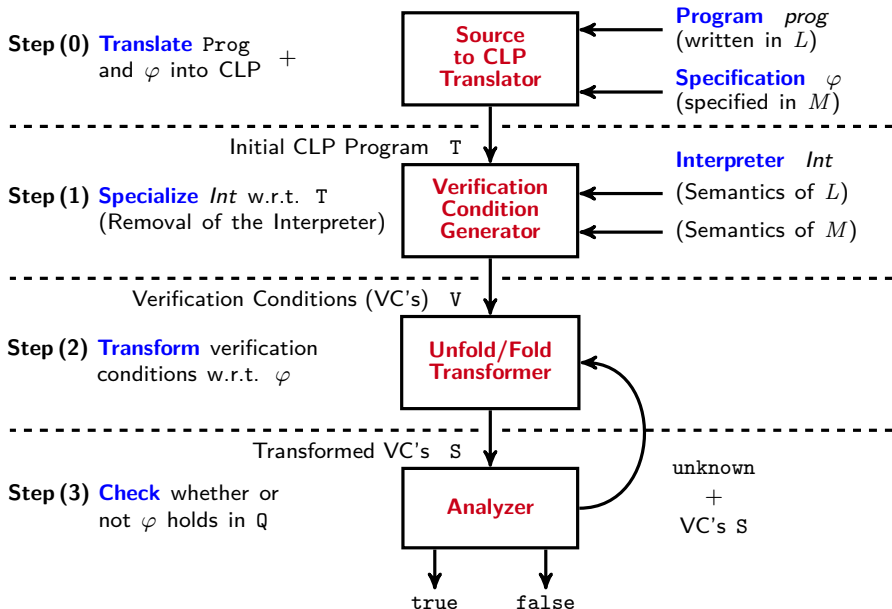 Step (0) Translate Prog
and φ into CLP +
Source
to CLP
Translator
Program prog
(written in L)
Specification φ
(specified in M)
Initial CLP Program T
Step (1) Specialize Int w.r.t. T
(Removal of the Interpreter)
Verification
Condition
Generator
Interpreter Int
(Semantics of L)
(Semantics of M)
Verification Conditions (VC's) V
Step (2) Transform verification
conditions w.r.t. φ
Unfold/Fold
Transformer
Transformed VC's S
Step (3) Check whether or
not φ holds in Q
Analyzer
unknown
+
VC's S
true false